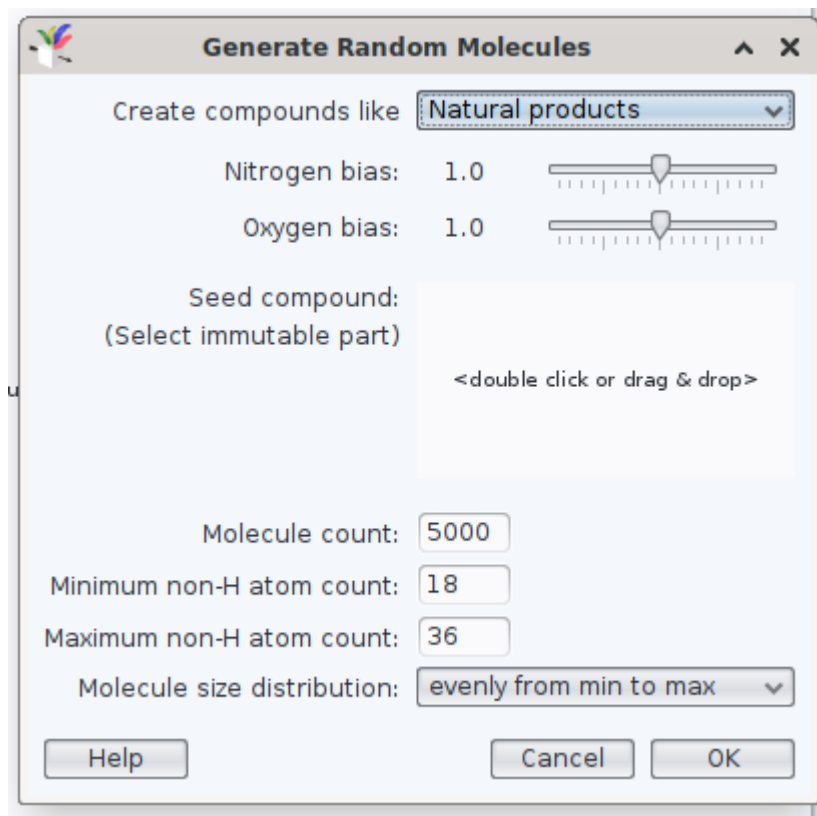 Generate Random Molecules
Create compounds like Natural products
Nitrogen bias: 1.0
Oxygen bias: 1.0
Seed compound:
(Select immutable part)
<double click or drag & drop>
u
Molecule count: 5000
Minimum non-H atom count: 18
Maximum non-H atom count: 36
Molecule size distribution: evenly from min to max
Help Cancel OK